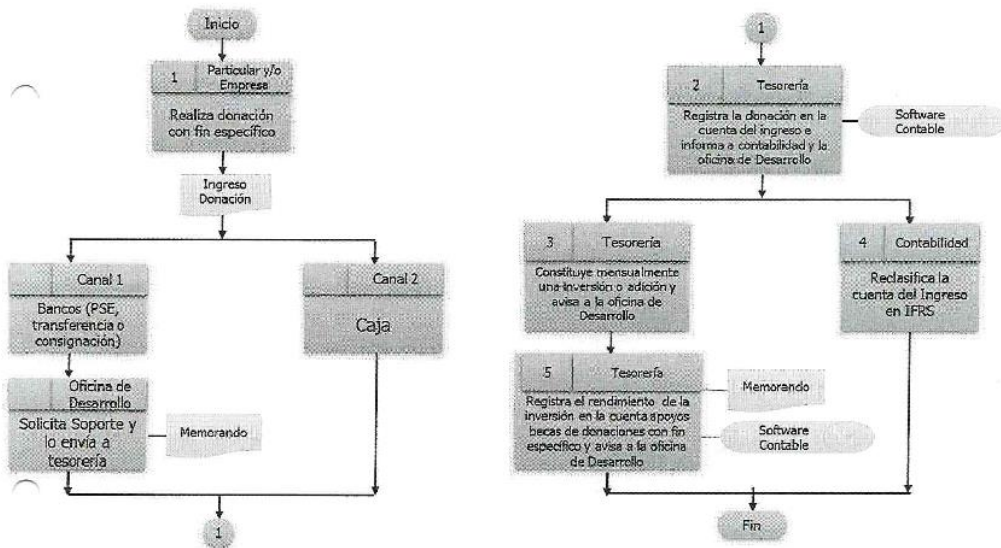 Inicio
1
Particular y/o
Empresa
Realiza donación
con fin específico
Ingreso
Donación
Canal 1
Bancos (PSE,
transferencia o
consignación)
Canal 2
Caja
Oficina de
Desarrollo
Solicita Soporte y
lo envía a
tesorería
Memorando
1
1
2
Tesorería
Registra la donación en la
cuenta del ingreso e
informa a contabilidad y la
oficina de Desarrollo
Software
Contable
3
Tesorería
Constituye mensualmente
una inversión o adición y
avisa a la oficina de
Desarrollo
4
Contabilidad
Reclasifica la
cuenta del Ingreso
en IFRS
5
Tesorería
Registra el rendimiento de la
inversión en la cuenta apoyos
becas de donaciones con fin
específico y avisa a la oficina
de Desarrollo
Memorando
Software
Contable
Fin